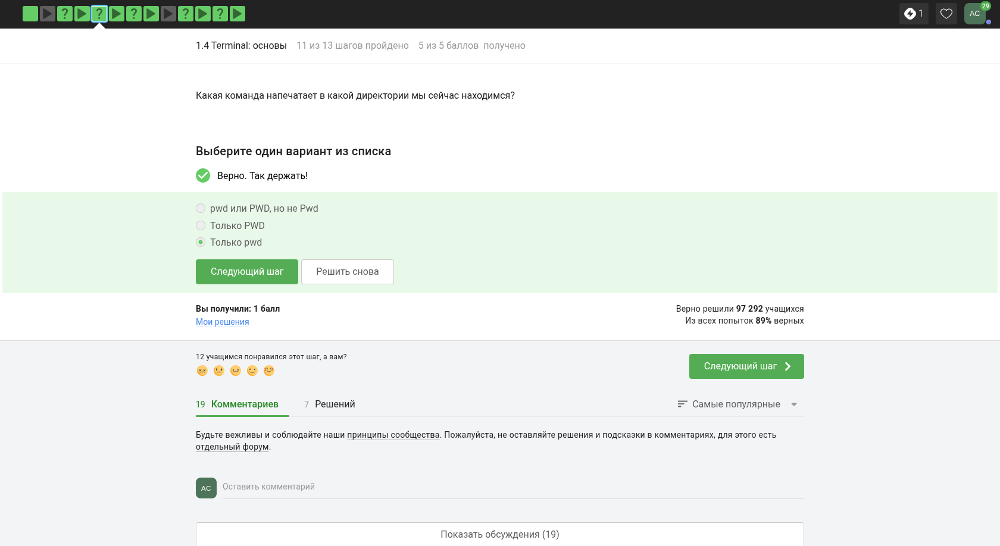 ? ? ? ? ?
1
AC
29
1.4 Terminal: основы 11 из 13 шагов пройдено 5 из 5 баллов получено
Какая команда напечатает в какой директории мы сейчас находимся?
Выберите один вариант из списка
Верно. Так держать!
pwd или PWD, но не Pwd
Только PWD
Только pwd
Следующий шаг Решить снова
Вы получили: 1 балл
Мои решения
Верно решили 97 292 учащихся
Из всех попыток 89% верных
12 учащимся понравился этот шаг, а вам?
Следующий шаг
19 Комментариев 7 Решений Самые популярные
Будьте вежливы и соблюдайте наши принципы сообщества. Пожалуйста, не оставляйте решения и подсказки в комментариях, для этого есть
отдельный форум.
AC Оставить комментарий
Показать обсуждения (19)